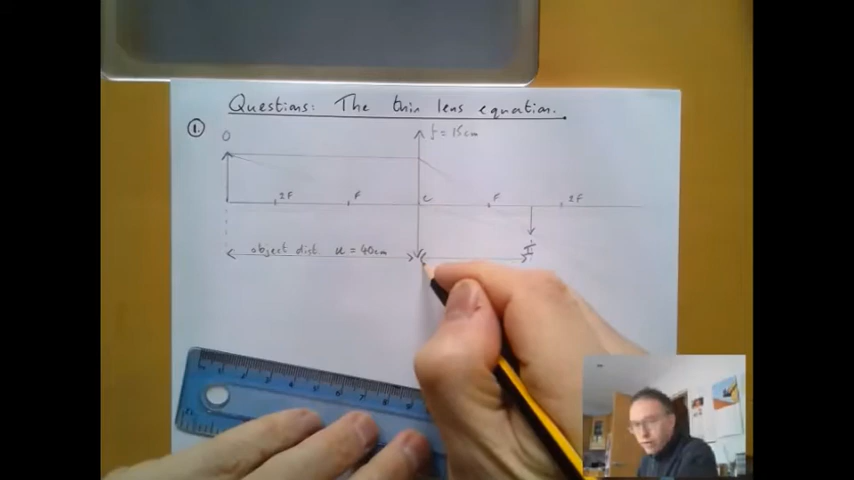 Questions: The thin lens equation.
1.
O
f = 15cm
2F F C F 2F
object dist. u = 40cm
I